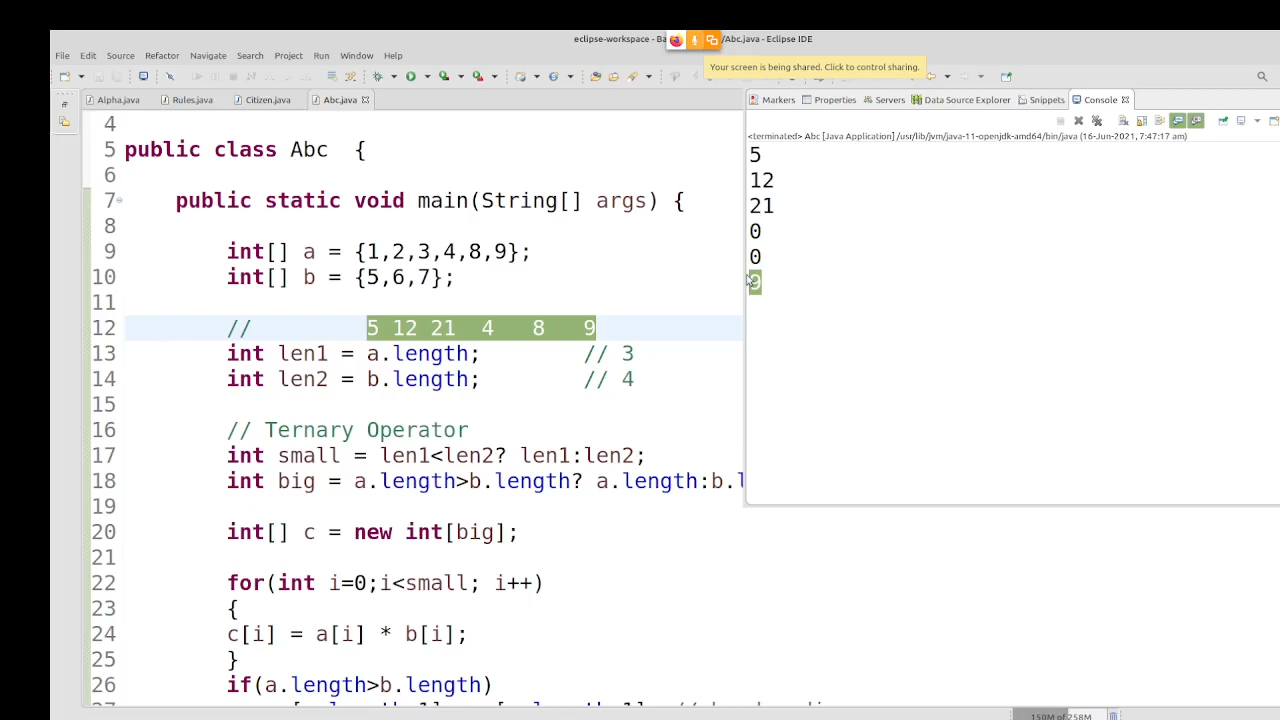 eclipse-workspace - Ba /Abc.java - Eclipse IDE
File Edit Source Refactor Navigate Search Project Run Window Help
Your screen is being shared. Click to control sharing.
Alpha.java Rules.java Citizen.java Abc.java
Markers Properties Servers Data Source Explorer Snippets Console
<terminated> Abc [Java Application] /usr/lib/jvm/java-11-openjdk-amd64/bin/java (16-Jun-2021, 7:47:17 am)
4
5 public class Abc {
6
7 public static void main(String[] args) {
8
9 int[] a = {1,2,3,4,8,9};
10 int[] b = {5,6,7};
11
12 // 5 12 21 4 8 9
13 int len1 = a.length; // 3
14 int len2 = b.length; // 4
15
16 // Ternary Operator
17 int small = len1<len2? len1:len2;
18 int big = a.length>b.length? a.length:b.l
19
20 int[] c = new int[big];
21
22 for(int i=0;i<small; i++)
23 {
24 c[i] = a[i] * b[i];
25 }
26 if(a.length>b.length)
5
12
21
0
0
9
150M of 258M